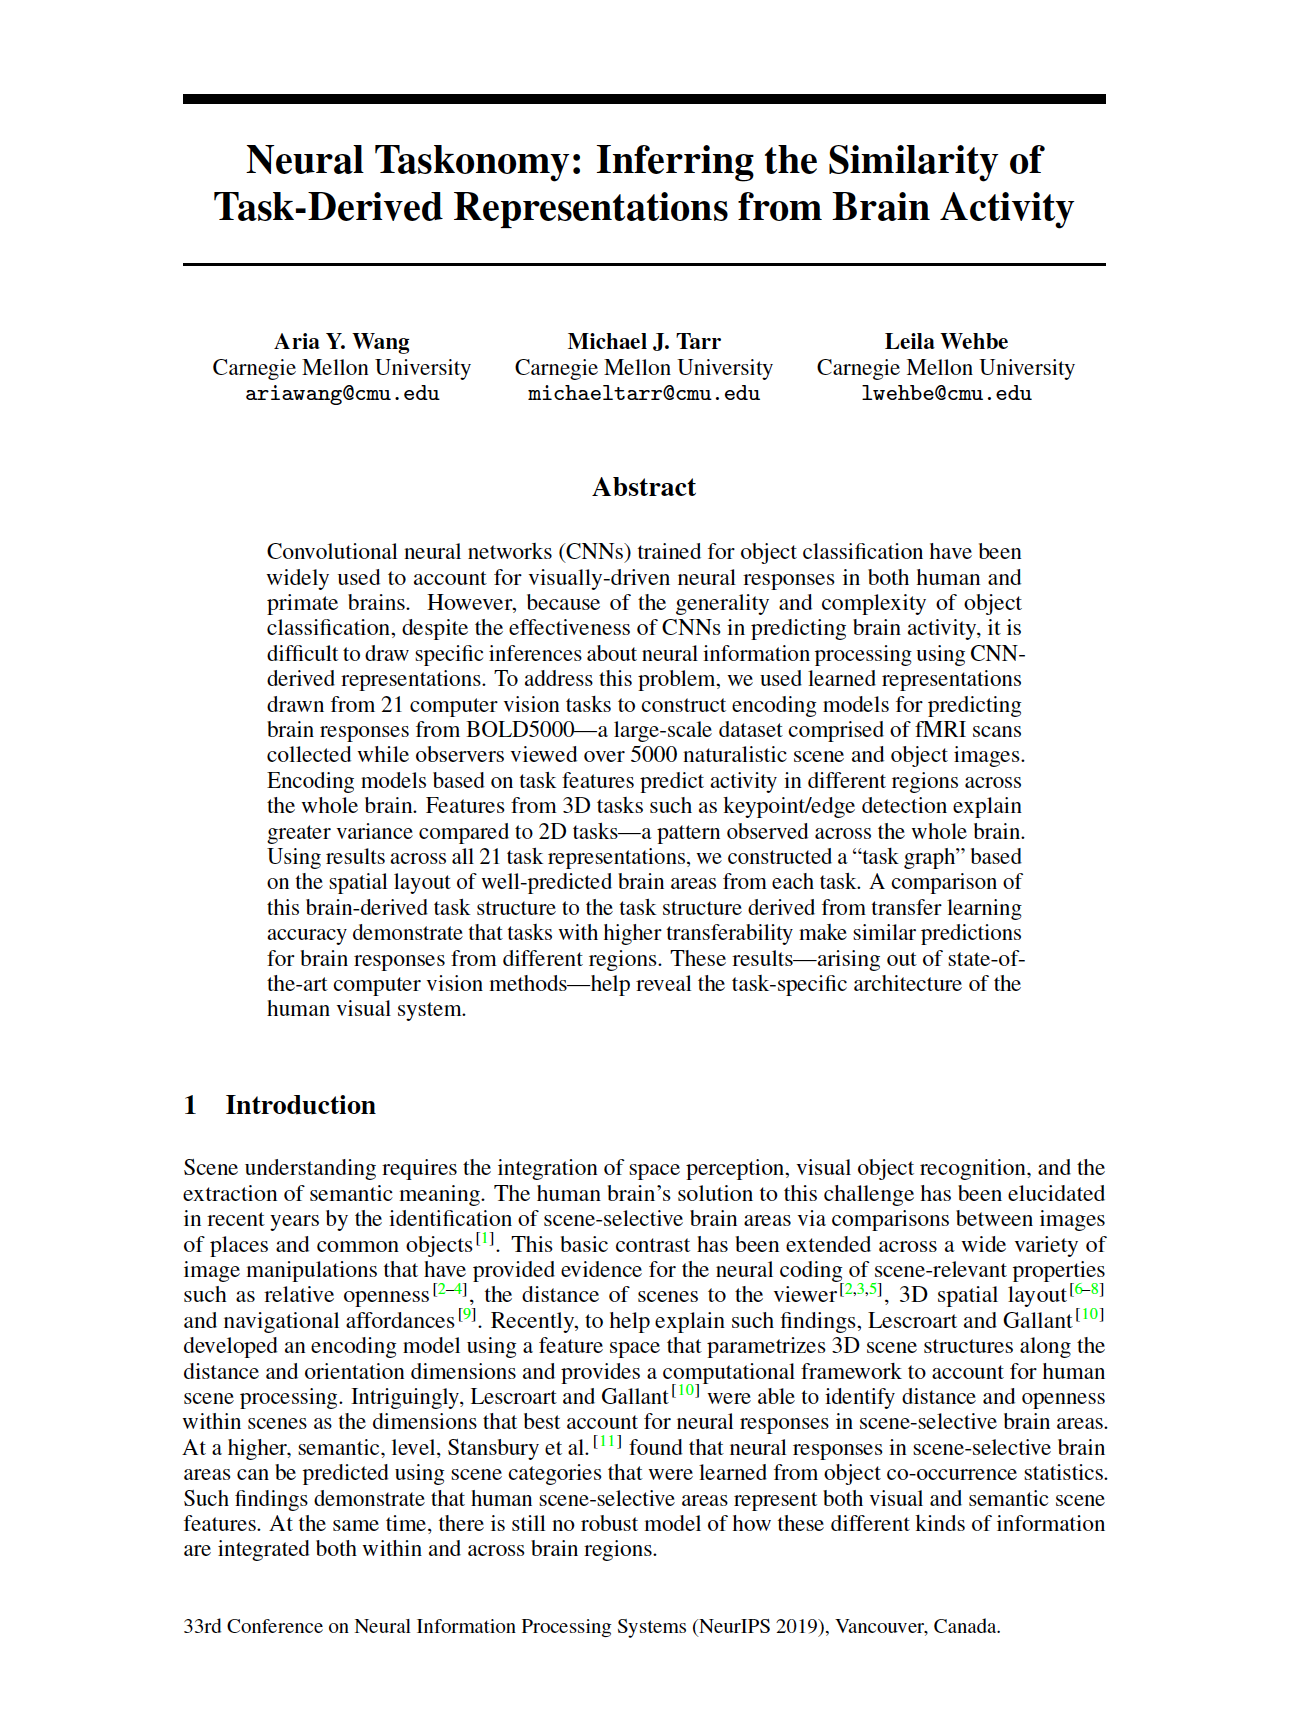 Neural Taskonomy: Inferring the Similarity of
Task-Derived Representations from Brain Activity
Aria Y. Wang
Carnegie Mellon University
ariawang@cmu.edu
Michael J. Tarr
Carnegie Mellon University
michaeltarr@cmu.edu
Leila Wehbe
Carnegie Mellon University
lwehbe@cmu.edu
Abstract
Convolutional neural networks (CNNs) trained for object classification have been
widely used to account for visually-driven neural responses in both human and
primate brains. However, because of the generality and complexity of object
classification, despite the effectiveness of CNNs in predicting brain activity, it is
difficult to draw specific inferences about neural information processing using CNN-
derived representations. To address this problem, we used learned representations
drawn from 21 computer vision tasks to construct encoding models for predicting
brain responses from BOLD5000—a large-scale dataset comprised of fMRI scans
collected while observers viewed over 5000 naturalistic scene and object images.
Encoding models based on task features predict activity in different regions across
the whole brain. Features from 3D tasks such as keypoint/edge detection explain
greater variance compared to 2D tasks—a pattern observed across the whole brain.
Using results across all 21 task representations, we constructed a “task graph” based
on the spatial layout of well-predicted brain areas from each task. A comparison of
this brain-derived task structure to the task structure derived from transfer learning
accuracy demonstrate that tasks with higher transferability make similar predictions
for brain responses from different regions. These results—arising out of state-of-
the-art computer vision methods—help reveal the task-specific architecture of the
human visual system.
1 Introduction
Scene understanding requires the integration of space perception, visual object recognition, and the
extraction of semantic meaning. The human brain’s solution to this challenge has been elucidated
in recent years by the identification of scene-selective brain areas via comparisons between images
of places and common objects[1]. This basic contrast has been extended across a wide variety of
image manipulations that have provided evidence for the neural coding of scene-relevant properties
such as relative openness[2–4], the distance of scenes to the viewer[2,3,5], 3D spatial layout[6–8]
and navigational affordances[9]. Recently, to help explain such findings, Lescroart and Gallant[10]
developed an encoding model using a feature space that parametrizes 3D scene structures along the
distance and orientation dimensions and provides a computational framework to account for human
scene processing. Intriguingly, Lescroart and Gallant[10] were able to identify distance and openness
within scenes as the dimensions that best account for neural responses in scene-selective brain areas.
At a higher, semantic, level, Stansbury et al.[11] found that neural responses in scene-selective brain
areas can be predicted using scene categories that were learned from object co-occurrence statistics.
Such findings demonstrate that human scene-selective areas represent both visual and semantic scene
features. At the same time, there is still no robust model of how these different kinds of information
are integrated both within and across brain regions.
33rd Conference on Neural Information Processing Systems (NeurIPS 2019), Vancouver, Canada.